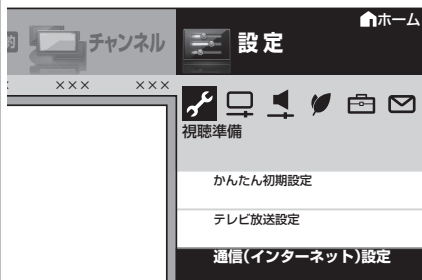 ホーム
チャンネル
設定
××× ×××
視聴準備
かんたん初期設定
テレビ放送設定
通信(インターネット)設定